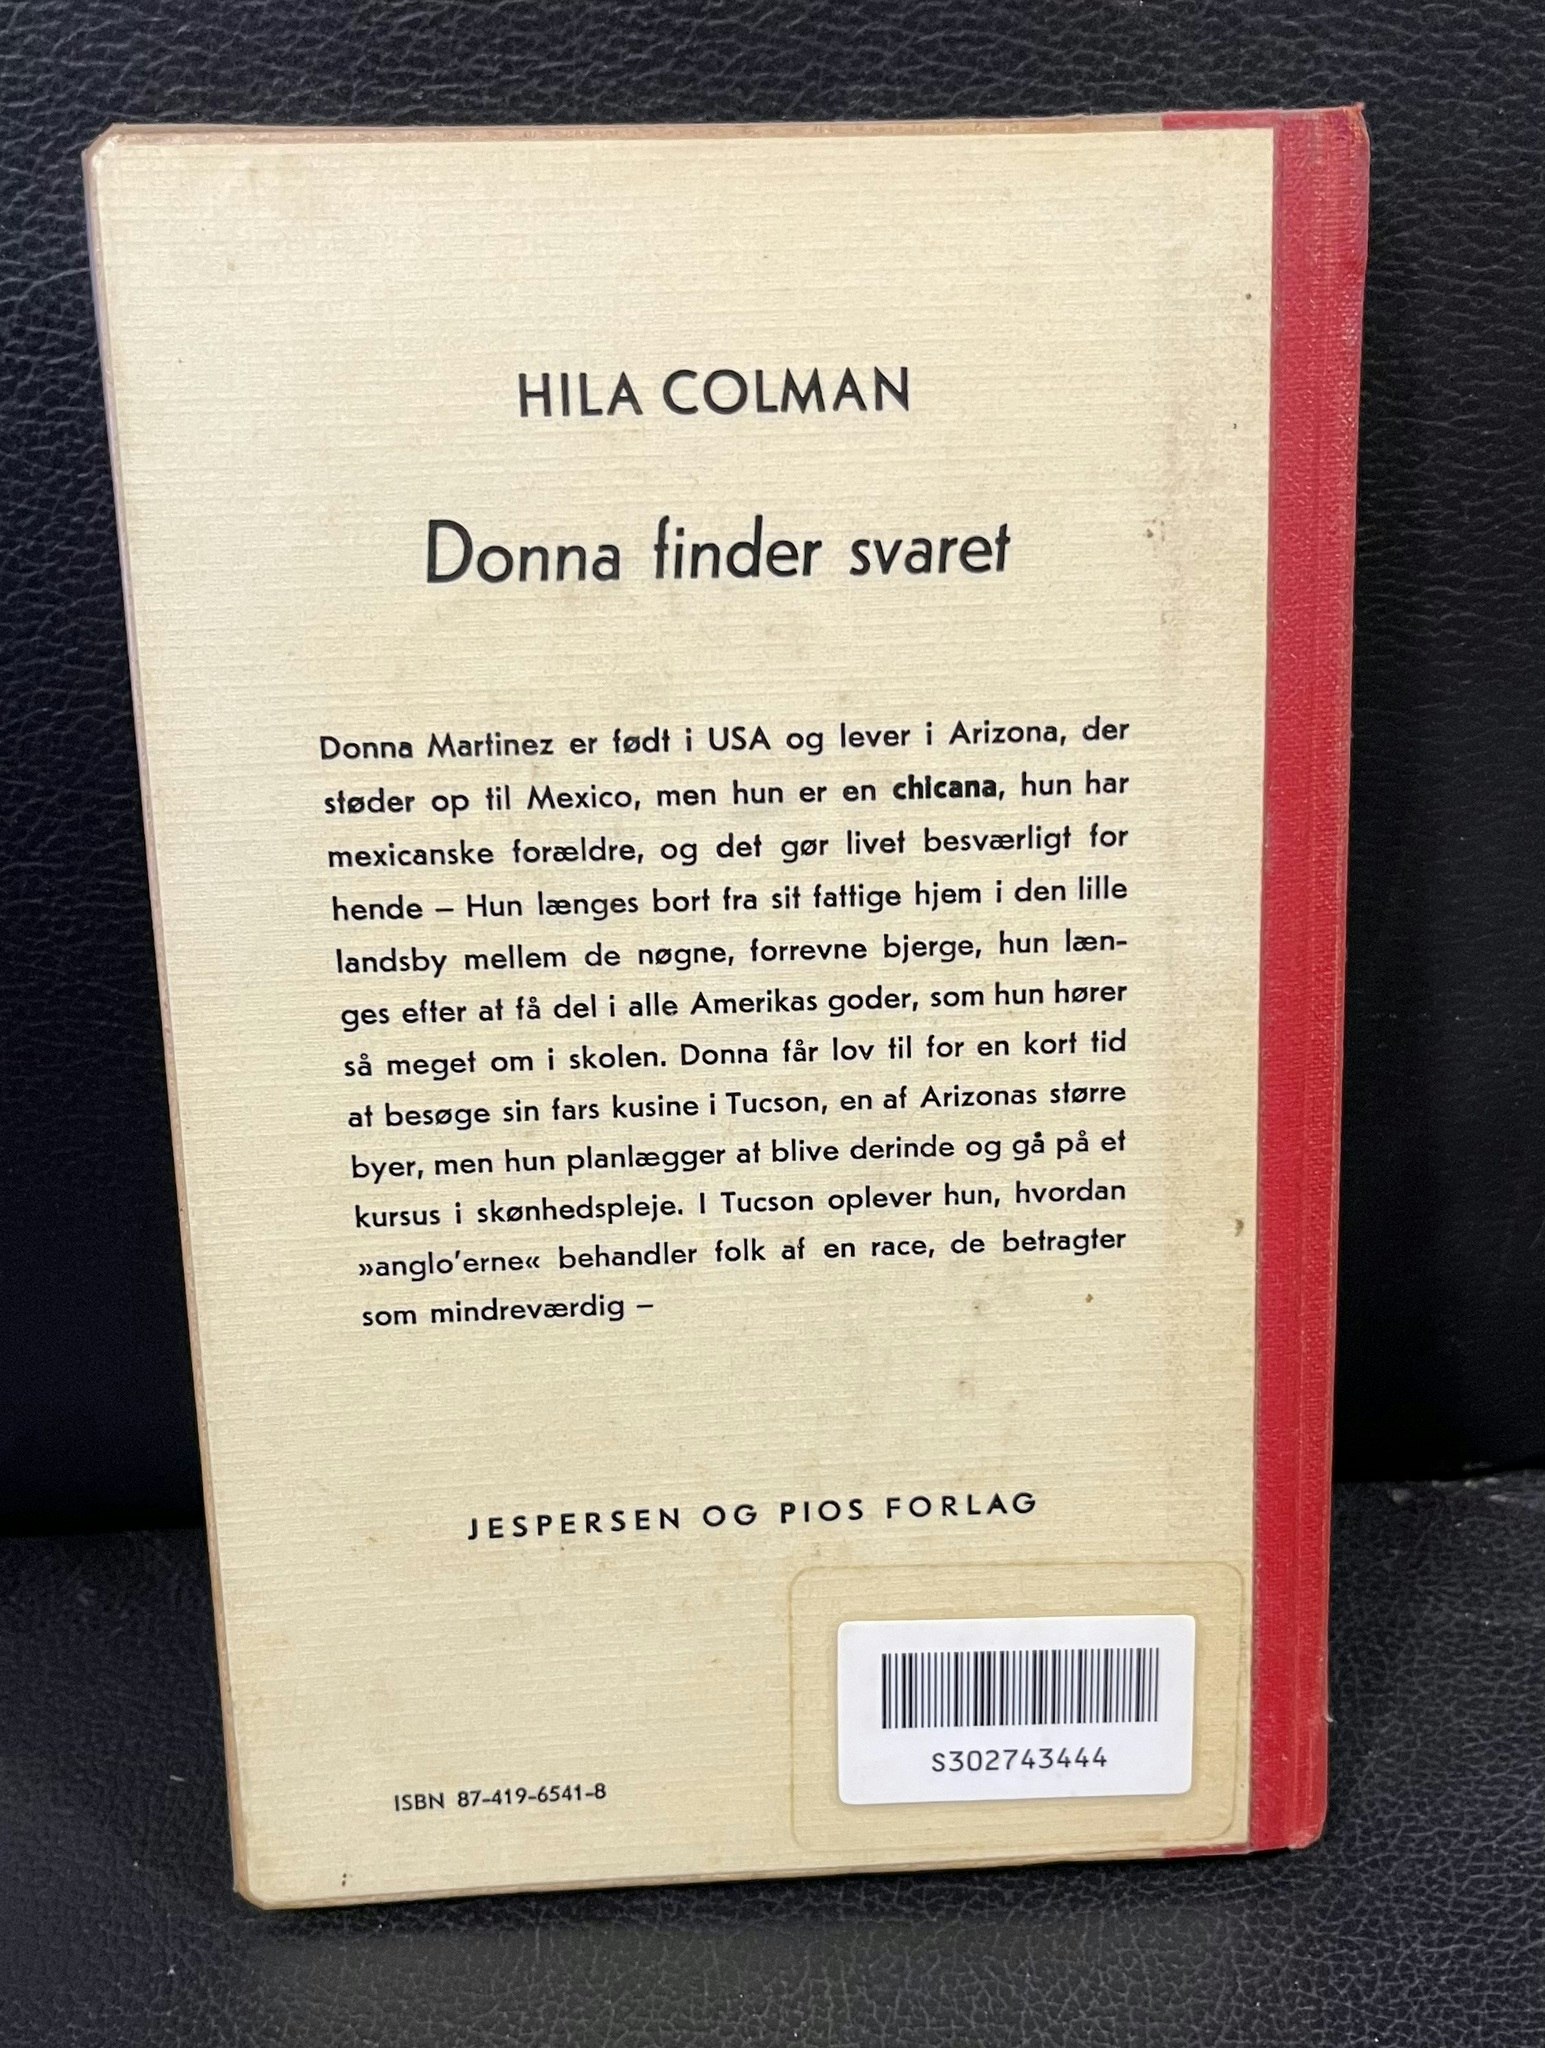 HILA COLMAN
Donna finder svaret
Donna Martinez er født i USA og lever i Arizona, der
støder op til Mexico, men hun er en chicana, hun har
mexicanske forældre, og det gør livet besværligt for
hende – Hun længes bort fra sit fattige hjem i den lille
landsby mellem de nøgne, forrevne bjerge, hun læn-
ges efter at få del i alle Amerikas goder, som hun hører
så meget om i skolen. Donna får lov til for en kort tid
at besøge sin fars kusine i Tucson, en af Arizonas større
byer, men hun planlægger at blive derinde og gå på et
kursus i skønhedspleje. I Tucson oplever hun, hvordan
»anglo'erne« behandler folk af en race, de betragter
som mindreværdig –
JESPERSEN OG PIOS FORLAG
S302743444
ISBN 87-419-6541-8